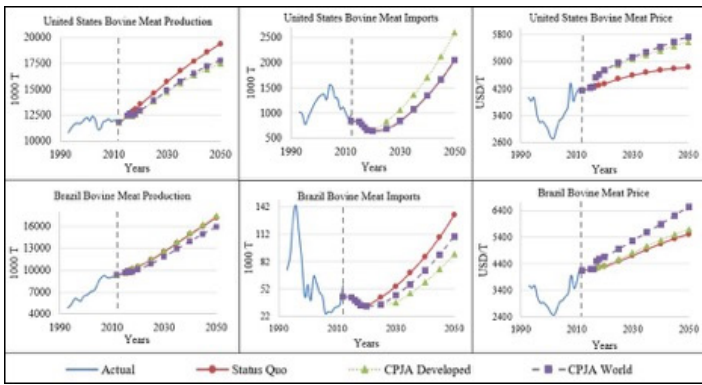 United States Bovine Meat Production
20000
17500
15000
12500
10000
1000 T
1990 2010 2030 2050
Years
United States Bovine Meat Imports
2500
2000
1500
1000
500
1000 T
1993 2010 2030 2050
Years
United States Bovine Meat Price
5800
5000
4200
3400
2600
USD/T
1993 2010 2030 2050
Years
Brazil Bovine Meat Production
16000
13000
10000
7000
4000
1000 T
1990 2010 2030 2050
Years
Brazil Bovine Meat Imports
142
112
82
52
22
1000 T
1993 2010 2030 2050
Years
Brazil Bovine Meat Price
6400
5400
4400
3400
2400
USD/T
1993 2010 2030 2050
Years
Actual Status Quo CPJA Developed CPJA World